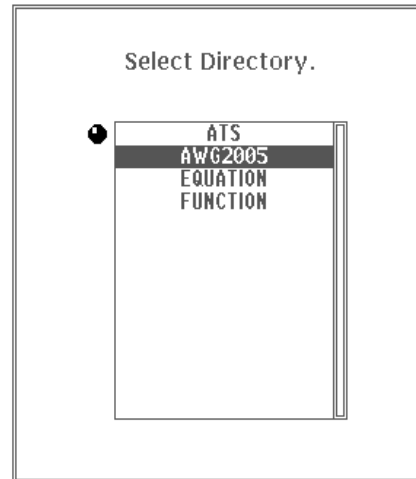 Select Directory.
ATS
AWG2005
EQUATION
FUNCTION